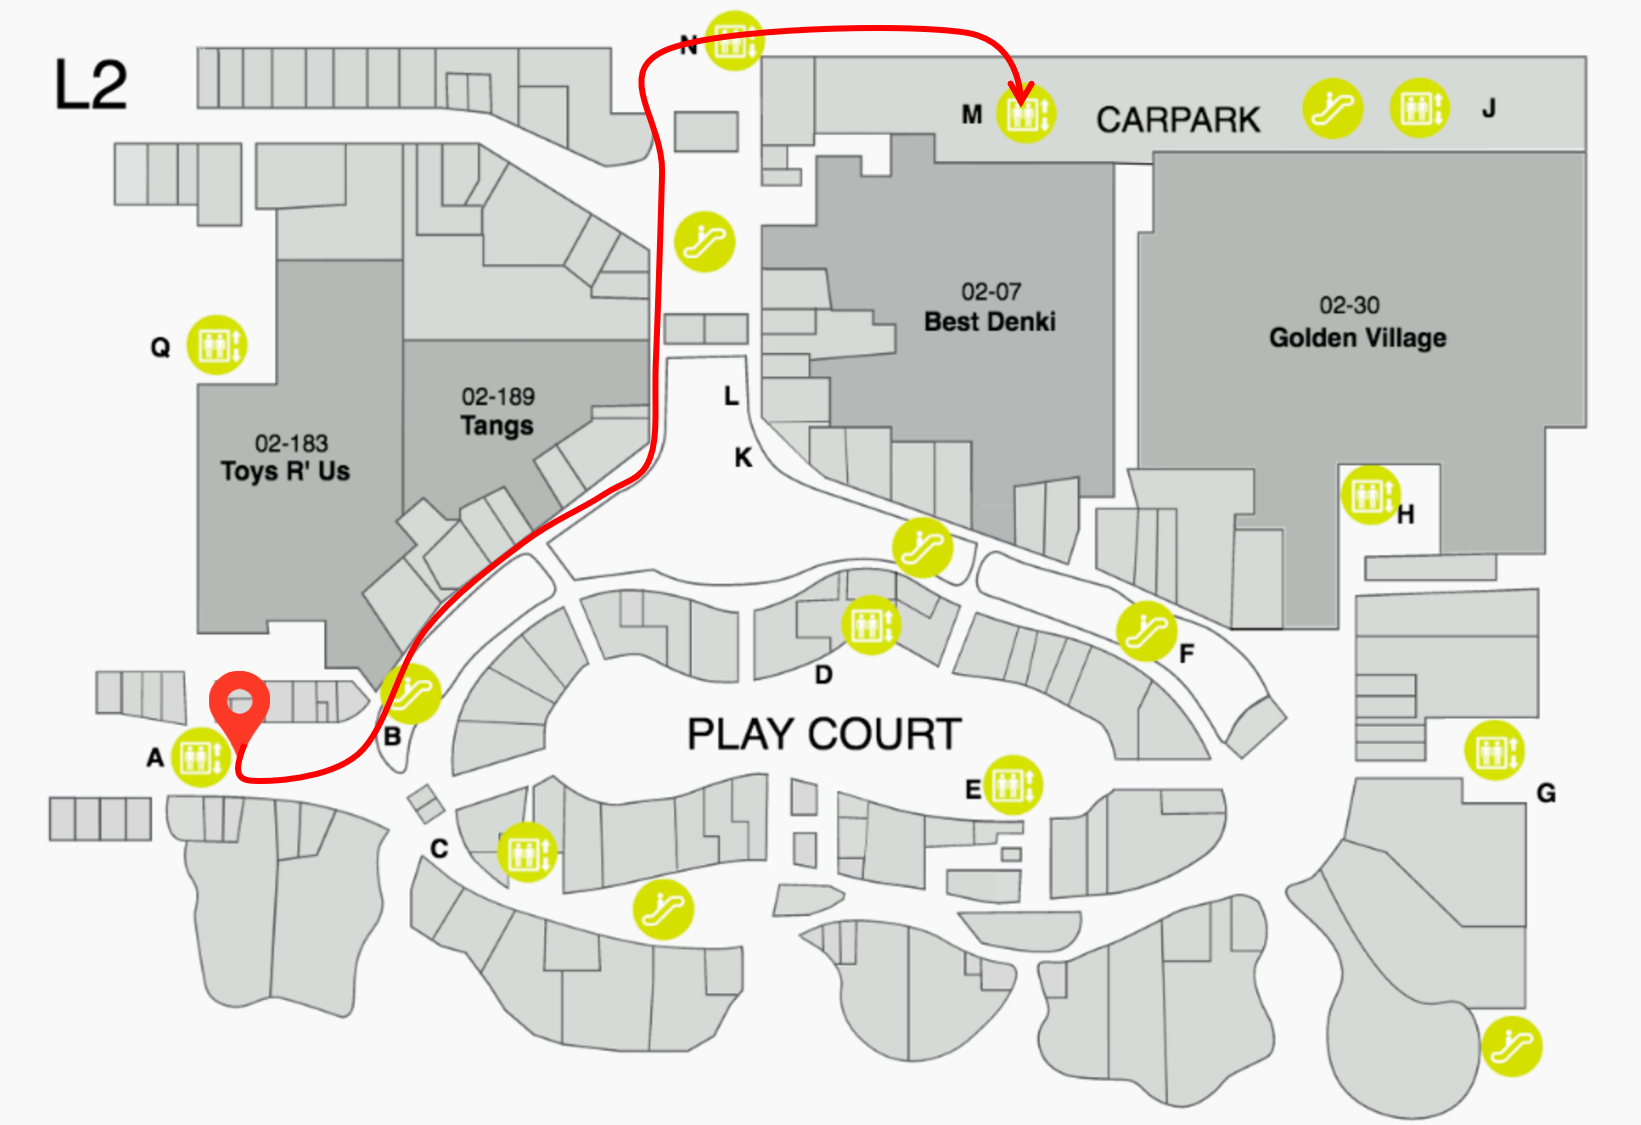 L2
N
M
CARPARK
J
02-07
Best Denki
02-30
Golden Village
Q
02-189
Tangs
L
02-183
Toys R' Us
K
H
F
D
B
PLAY COURT
A
E
G
C